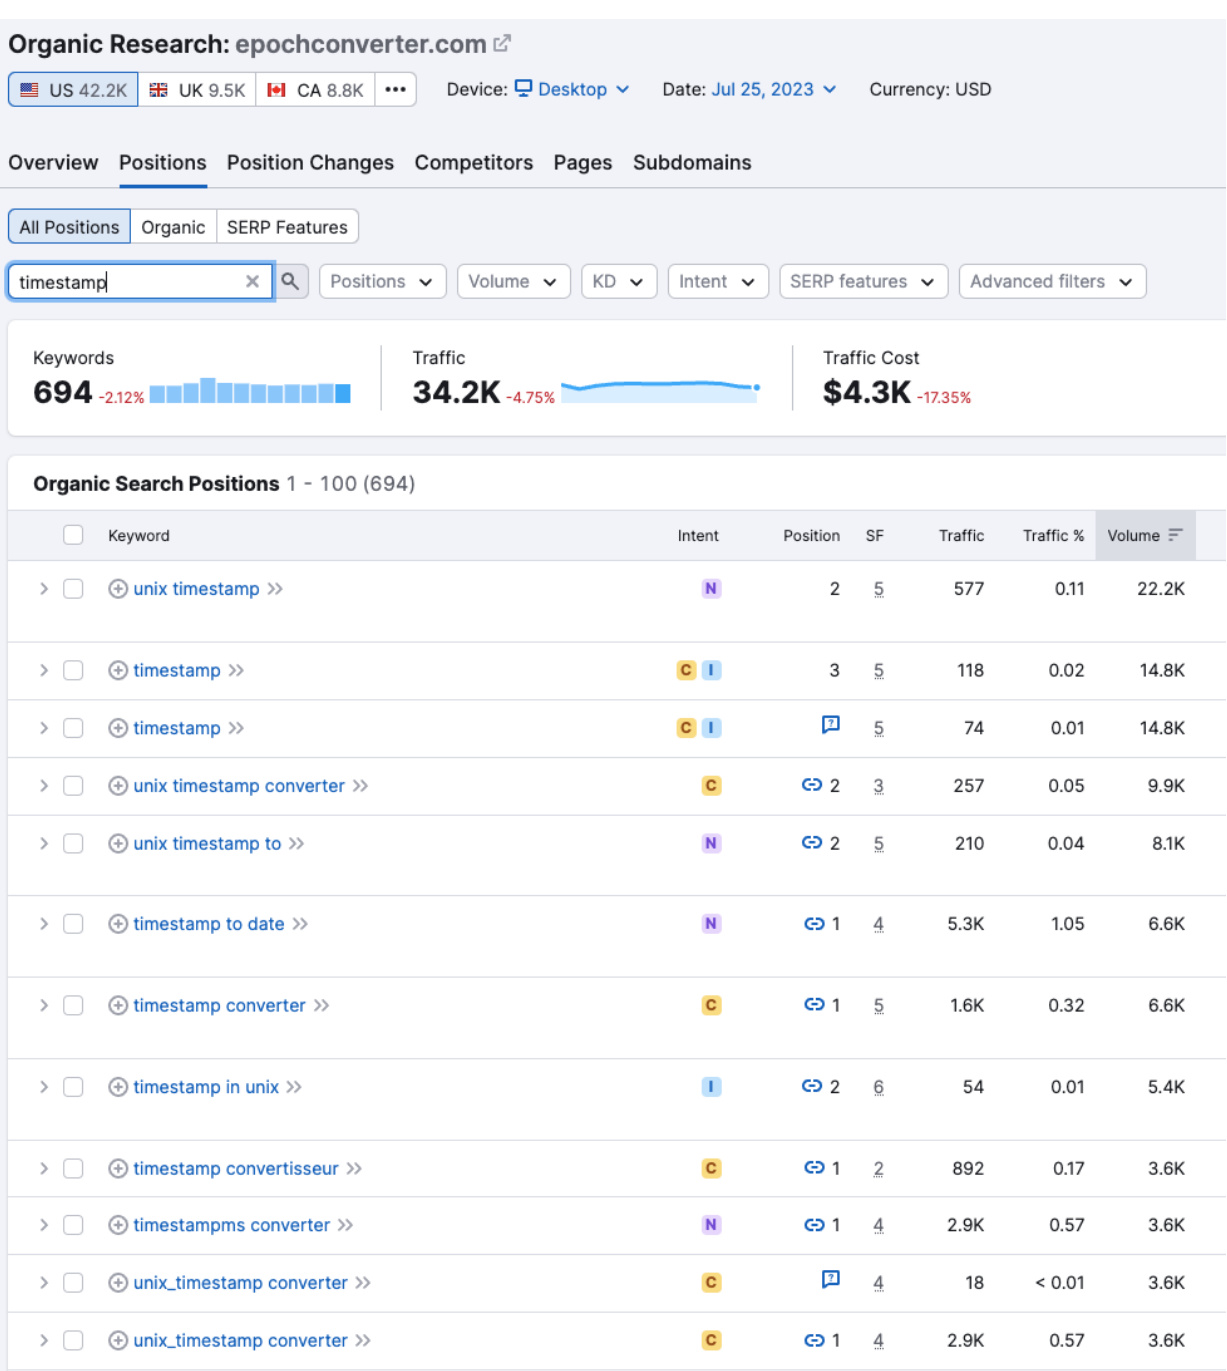 Organic Research: epochconverter.com
US 42.2K UK 9.5K CA 8.8K ••• Device: Desktop Date: Jul 25, 2023 Currency: USD
Overview Positions Position Changes Competitors Pages Subdomains
All Positions Organic SERP Features
timestamp Positions Volume KD Intent SERP features Advanced filters
Keywords Traffic Traffic Cost
694 -2.12% 34.2K -4.75% $4.3K -17.35%
Organic Search Positions 1 - 100 (694)
Keyword Intent Position SF Traffic Traffic % Volume
unix timestamp N 2 5 577 0.11 22.2K
timestamp C I 3 5 118 0.02 14.8K
timestamp C I ? 5 74 0.01 14.8K
unix timestamp converter C 2 3 257 0.05 9.9K
unix timestamp to N 2 5 210 0.04 8.1K
timestamp to date N 1 4 5.3K 1.05 6.6K
timestamp converter C 1 5 1.6K 0.32 6.6K
timestamp in unix I 2 6 54 0.01 5.4K
timestamp convertisseur C 1 2 892 0.17 3.6K
timestampms converter N 1 4 2.9K 0.57 3.6K
unix_timestamp converter C ? 4 18 < 0.01 3.6K
unix_timestamp converter C 1 4 2.9K 0.57 3.6K